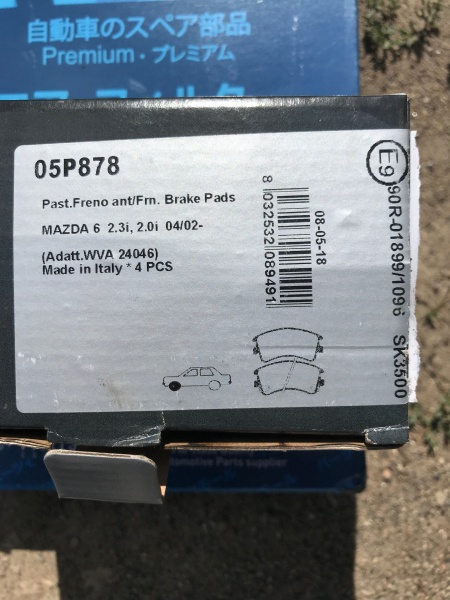 自動車のスペア部品
Premium・プレミアム
05P878
Past.Freno ant/Frn. Brake Pads
MAZDA 6 2.3i, 2.0i 04/02-
(Adatt.WVA 24046)
Made in Italy * 4 PCS
8 032532 089491
08-05-18
E9 90R-01899/1096 SK3500
Parts supplier